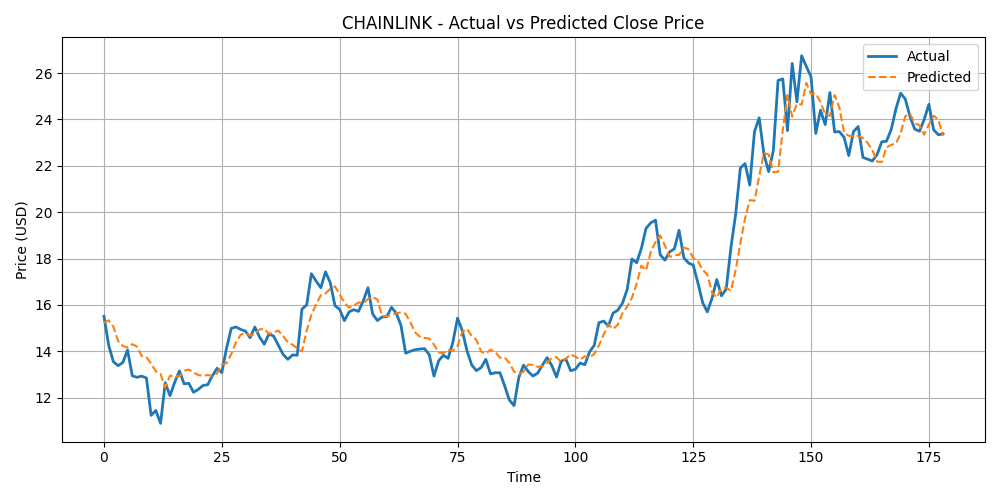 CHAINLINK - Actual vs Predicted Close Price
Actual
Predicted
Price (USD)
26
24
22
20
18
16
14
12
0 25 50 75 100 125 150 175
Time